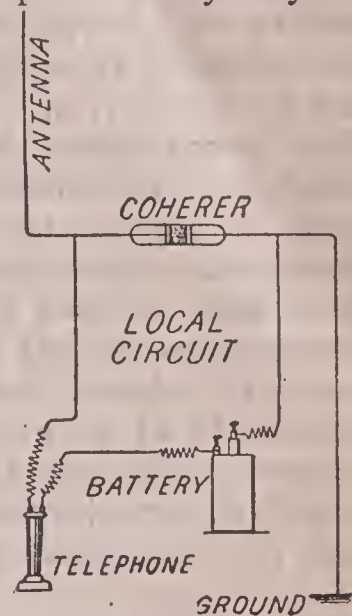 ANTENNA
COHERER
LOCAL
CIRCUIT
BATTERY
TELEPHONE
GROUND